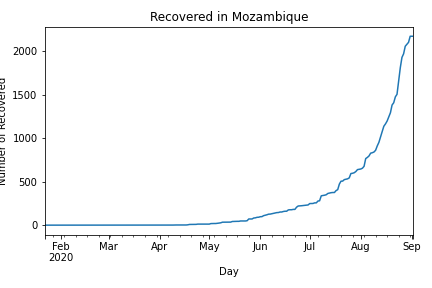 Recovered in Mozambique
Number of Recovered
2000
1500
1000
500
0
Feb Mar Apr May Jun Jul Aug Sep
2020
Day